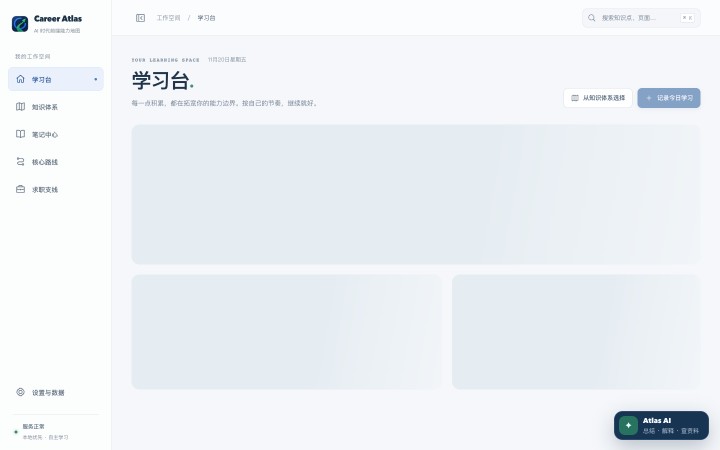 Career Atlas
AI 时代前端能力地图
我的工作空间
学习台
知识体系
笔记中心
核心路线
求职支线
设置与数据
服务正常
本地优先 · 自主学习
工作空间 / 学习台
搜索知识点、页面...
⌘ K
YOUR LEARNING SPACE 11月20日星期五
学习台.
每一点积累，都在拓宽你的能力边界。按自己的节奏，继续就好。
从知识体系选择
记录今日学习
Atlas AI
总结 · 解释 · 查资料